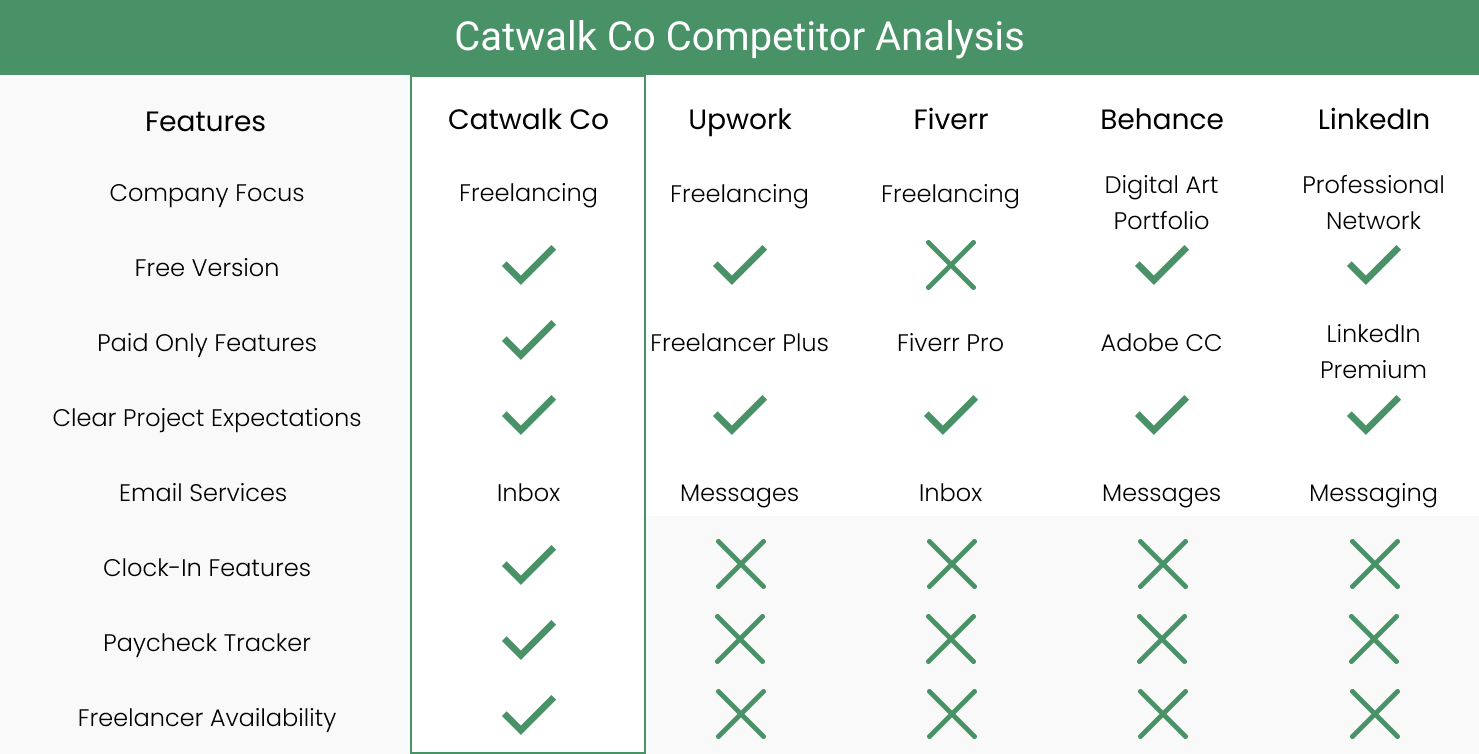 Catwalk Co Competitor Analysis
Features Catwalk Co Upwork Fiverr Behance LinkedIn
Company Focus Freelancing Freelancing Freelancing Digital Art Portfolio Professional Network
Free Version
Paid Only Features Freelancer Plus Fiverr Pro Adobe CC LinkedIn Premium
Clear Project Expectations
Email Services Inbox Messages Inbox Messages Messaging
Clock-In Features
Paycheck Tracker
Freelancer Availability